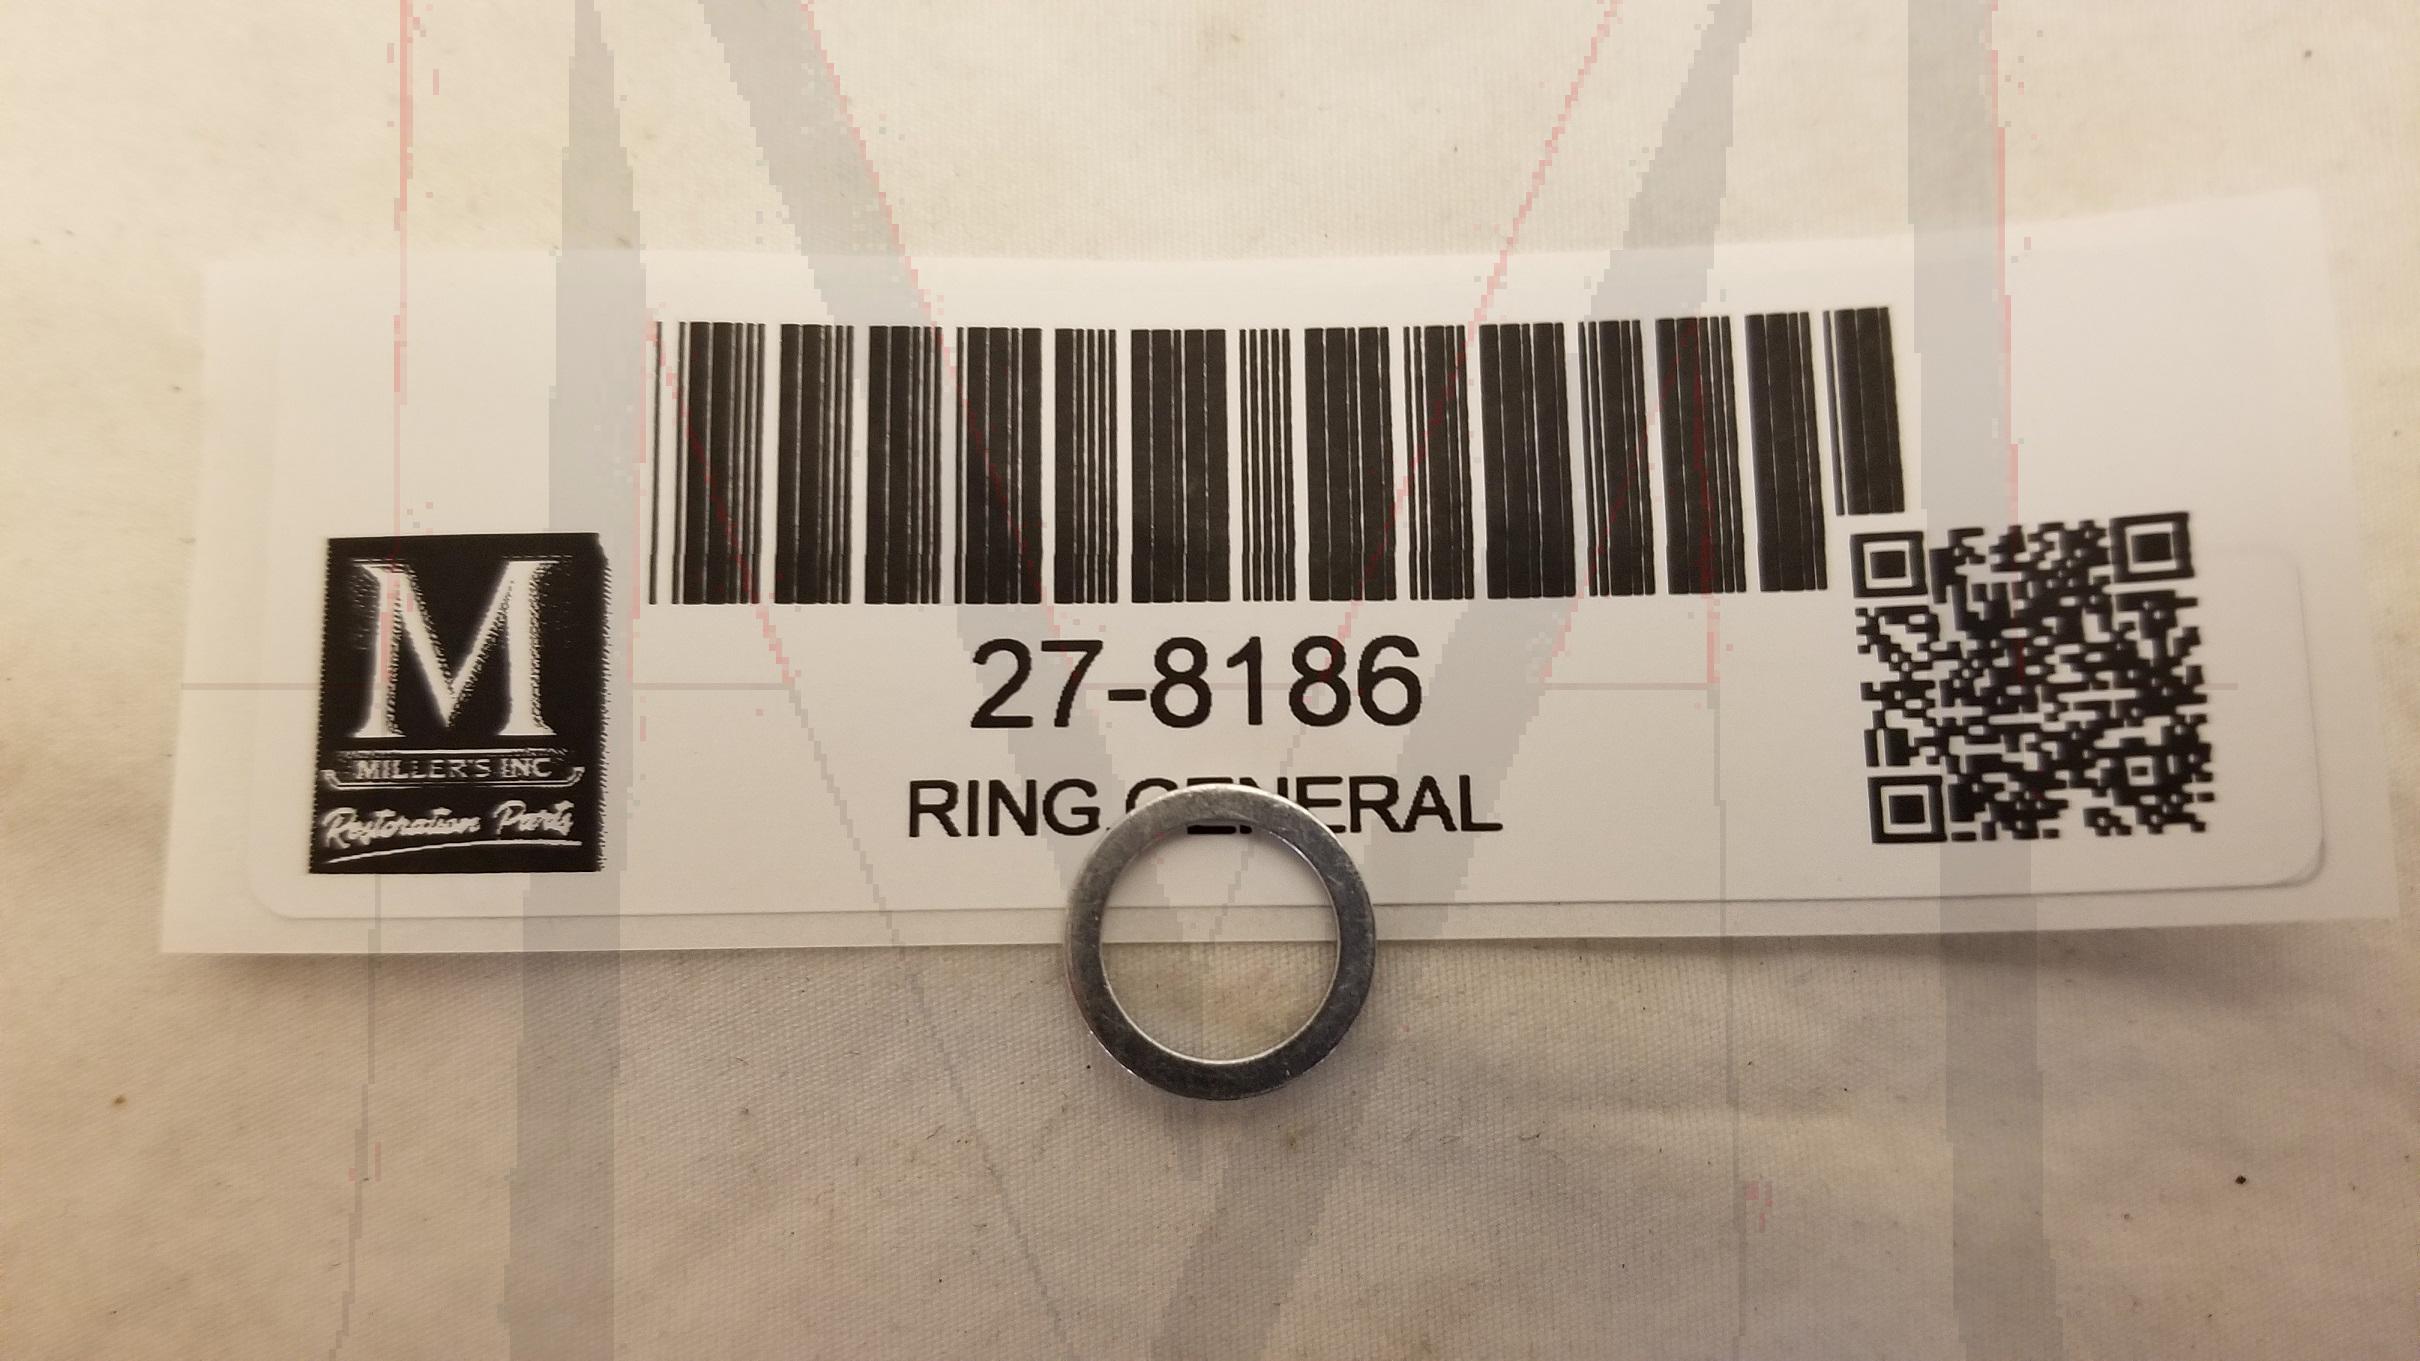 27-8186
RING, GENERAL
M
MILLER'S INC
Restoration Parts